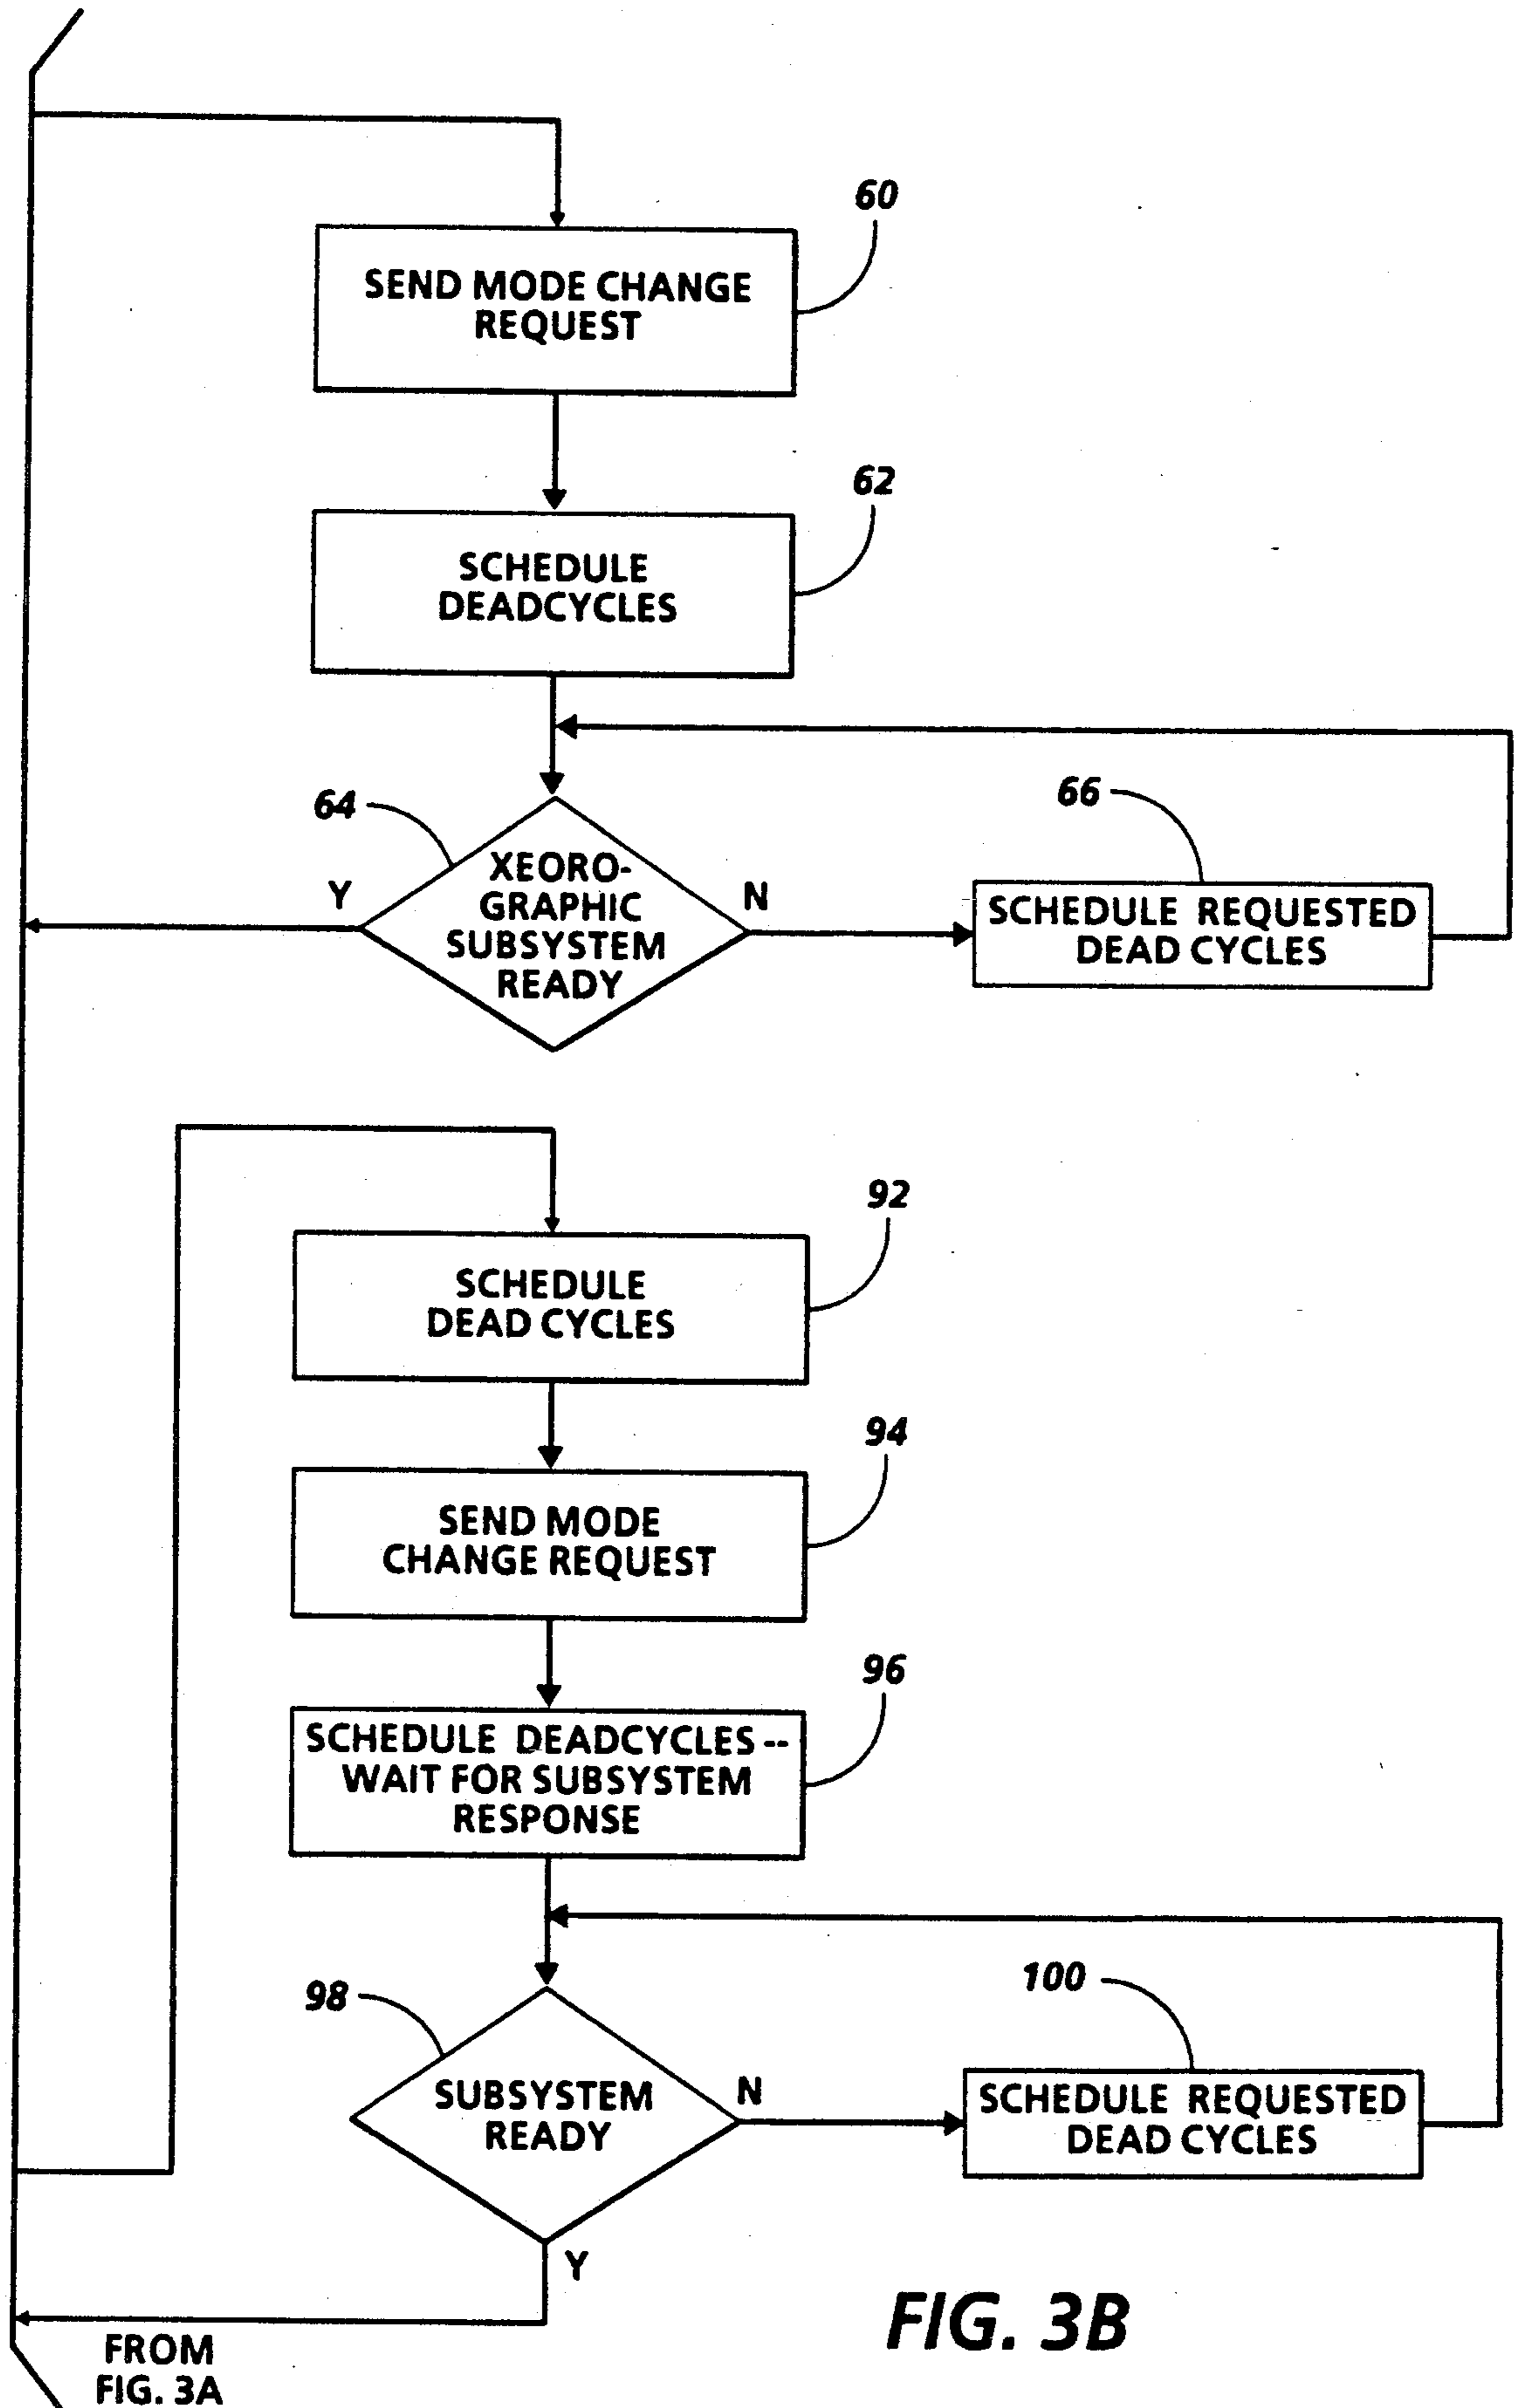 60
SEND MODE CHANGE
REQUEST
62
SCHEDULE
DEADCYCLES
64
XEORO-
GRAPHIC
SUBSYSTEM
READY
Y
N
66
SCHEDULE REQUESTED
DEAD CYCLES
92
SCHEDULE
DEAD CYCLES
94
SEND MODE
CHANGE REQUEST
96
SCHEDULE DEADCYCLES --
WAIT FOR SUBSYSTEM
RESPONSE
98
SUBSYSTEM
READY
N
100
SCHEDULE REQUESTED
DEAD CYCLES
Y
FROM
FIG. 3A
FIG. 3B